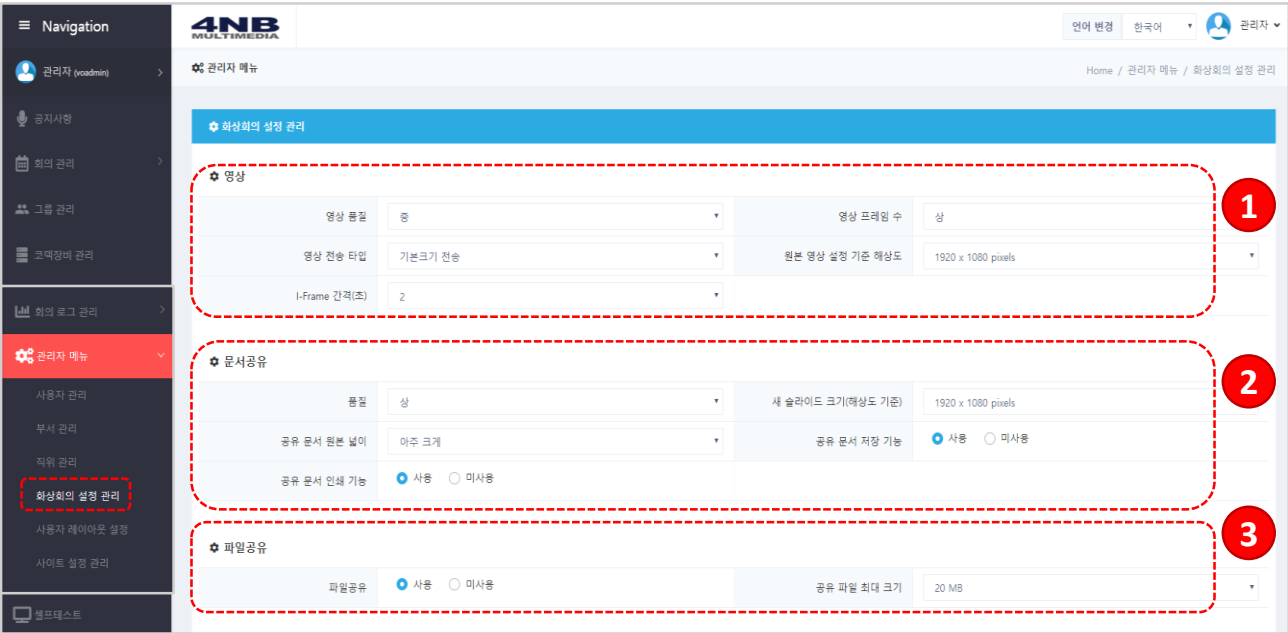 Navigation
4NB
MULTIMEDIA
언어 변경 한국어 관리자
관리자 (voadmin)
관리자 메뉴
Home / 관리자 메뉴 / 화상회의 설정 관리
공지사항
회의 관리
그룹 관리
코덱장비 관리
회의 로그 관리
관리자 메뉴
사용자 관리
부서 관리
직위 관리
화상회의 설정 관리
사용자 레이아웃 설정
사이트 설정 관리
셀프테스트
화상회의 설정 관리
영상
1
영상 품질 중 영상 프레임 수 상
영상 전송 타입 기본크기 전송 원본 영상 설정 기준 해상도 1920 x 1080 pixels
I-Frame 간격(초) 2
문서공유
2
품질 상 새 슬라이드 크기(해상도 기준) 1920 x 1080 pixels
공유 문서 원본 넓이 아주 크게 공유 문서 저장 기능 사용 미사용
공유 문서 인쇄 기능 사용 미사용
3
파일공유
파일공유 사용 미사용 공유 파일 최대 크기 20 MB